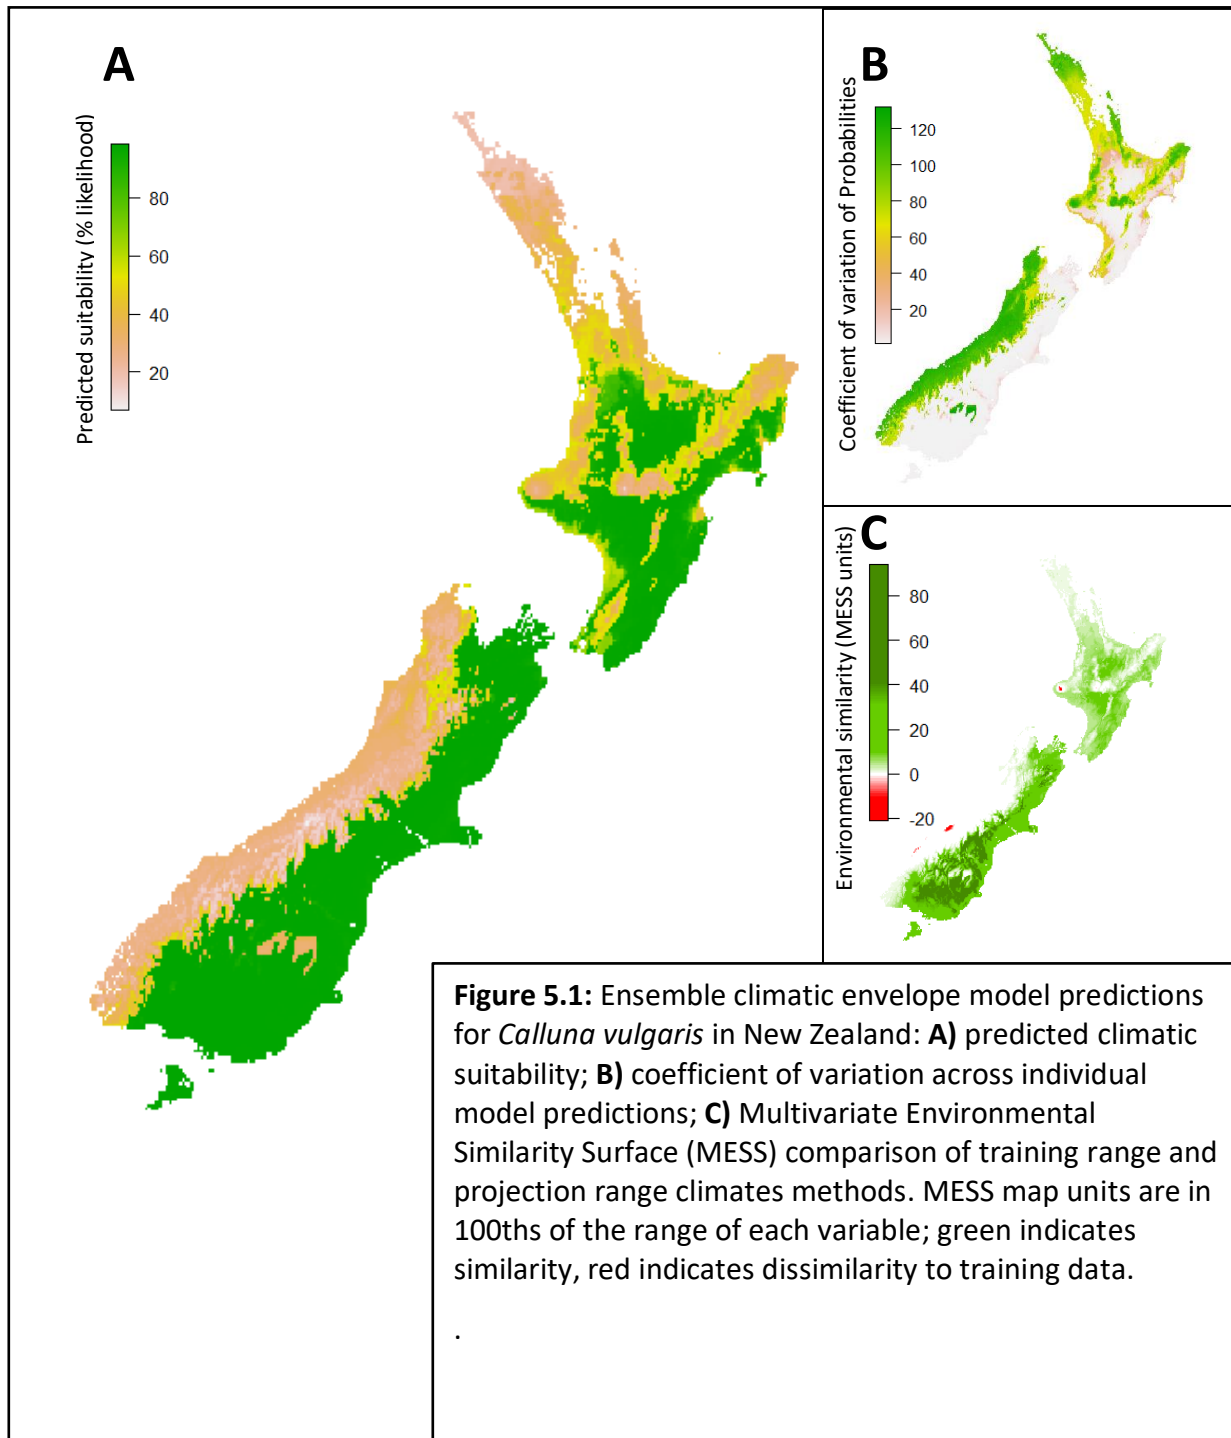 A
Predicted suitability (% likelihood)
80
60
40
20
B
Coefficient of variation of Probabilities
120
100
80
60
40
20
C
Environmental similarity (MESS units)
80
60
40
20
0
-20
Figure 5.1: Ensemble climatic envelope model predictions
for Calluna vulgaris in New Zealand: A) predicted climatic
suitability; B) coefficient of variation across individual
model predictions; C) Multivariate Environmental
Similarity Surface (MESS) comparison of training range and
projection range climates methods. MESS map units are in
100ths of the range of each variable; green indicates
similarity, red indicates dissimilarity to training data.
.